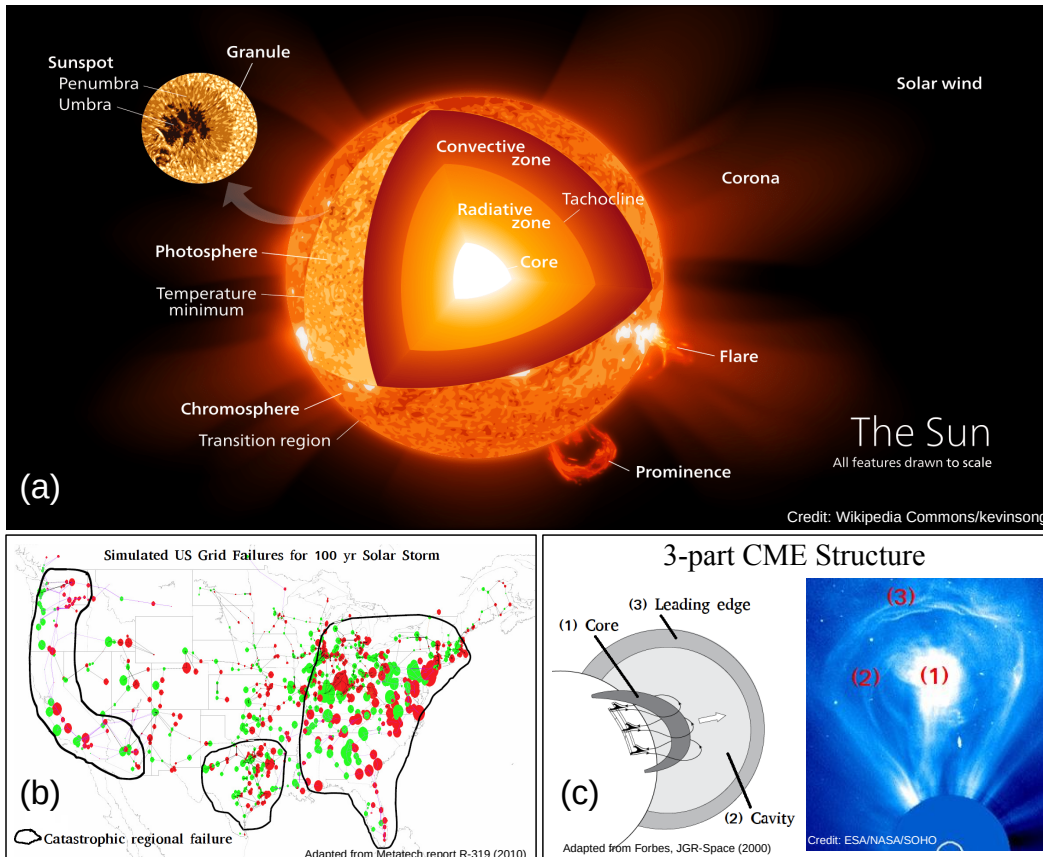 Sunspot
Penumbra
Umbra
Granule
Solar wind
Convective
zone
Corona
Tachocline
Radiative
zone
Core
Photosphere
Temperature
minimum
Flare
Chromosphere
Transition region
The Sun
All features drawn to scale
Prominence
(a)
Credit: Wikipedia Commons/kevinsong
Simulated US Grid Failures for 100 yr Solar Storm
(b)
Catastrophic regional failure
Adapted from Metatech report R-319 (2010)
3-part CME Structure
(3) Leading edge
(1) Core
(2) Cavity
(c)
Adapted from Forbes, JGR-Space (2000)
(3)
(2)
(1)
Credit: ESA/NASA/SOHO